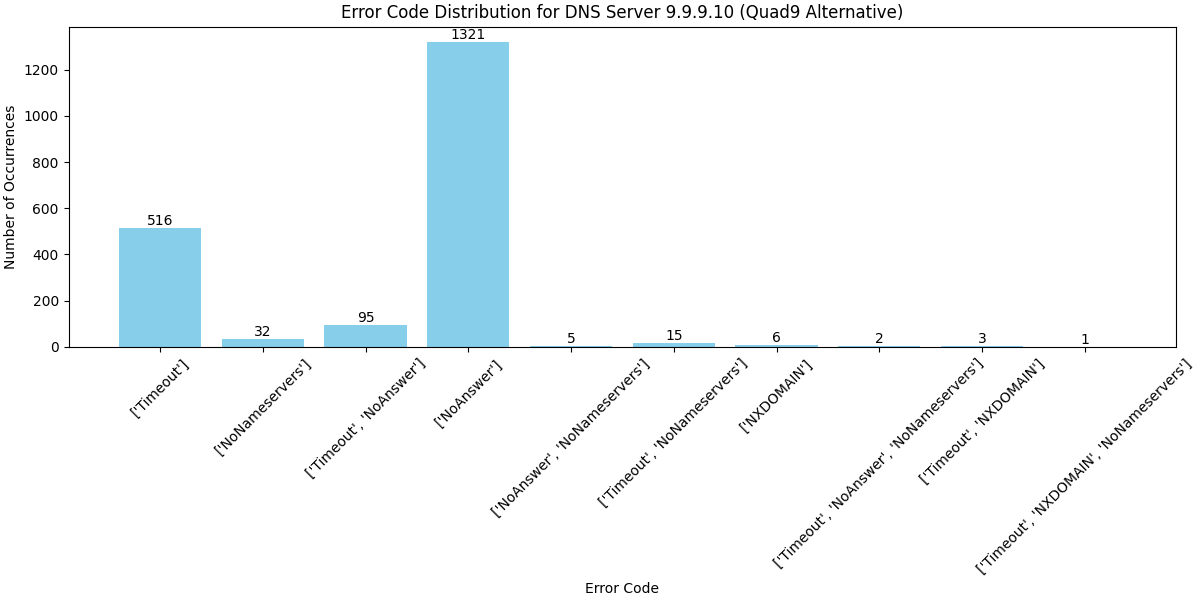 Error Code Distribution for DNS Server 9.9.9.10 (Quad9 Alternative)
Number of Occurrences
1200
1000
800
600
400
200
0
516
32
95
1321
5
15
6
2
3
1
['Timeout']
['NoNameservers']
['Timeout', 'NoAnswer']
['NoAnswer']
['NoAnswer', 'NoNameservers']
['Timeout', 'NoNameservers']
['NXDOMAIN']
['Timeout', 'NoAnswer', 'NoNameservers']
['Timeout', 'NXDOMAIN']
['Timeout', 'NXDOMAIN', 'NoNameservers']
Error Code